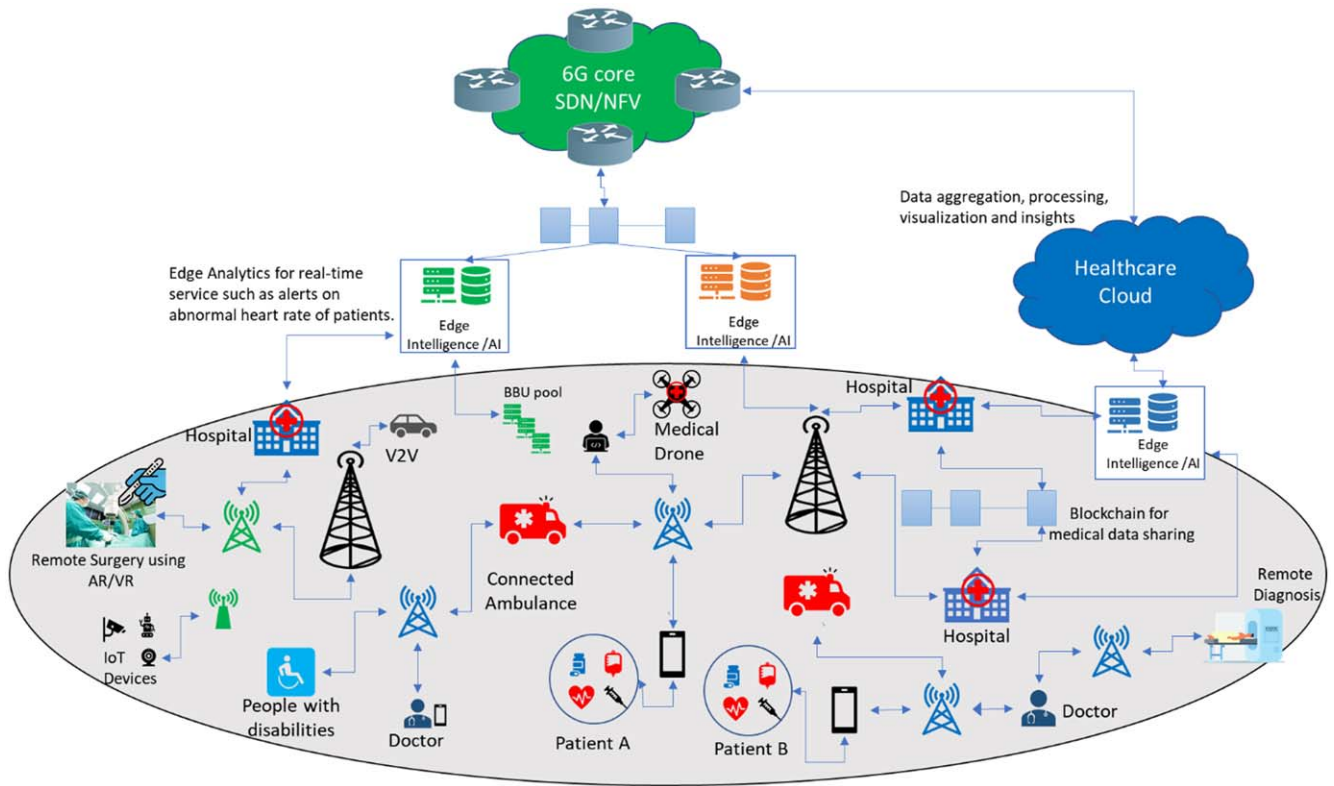 6G core
SDN/NFV
Data aggregation, processing,
visualization and insights
Healthcare
Cloud
Edge Analytics for real-time
service such as alerts on
abnormal heart rate of patients.
Edge
Intelligence /AI
Edge
Intelligence /AI
Hospital
V2V
BBU pool
Medical
Drone
Hospital
Edge
Intelligence /AI
Remote Surgery using
AR/VR
Connected
Ambulance
Blockchain for
medical data sharing
IoT
Devices
People with
disabilities
Doctor
Patient A
Patient B
Hospital
Remote
Diagnosis
Doctor